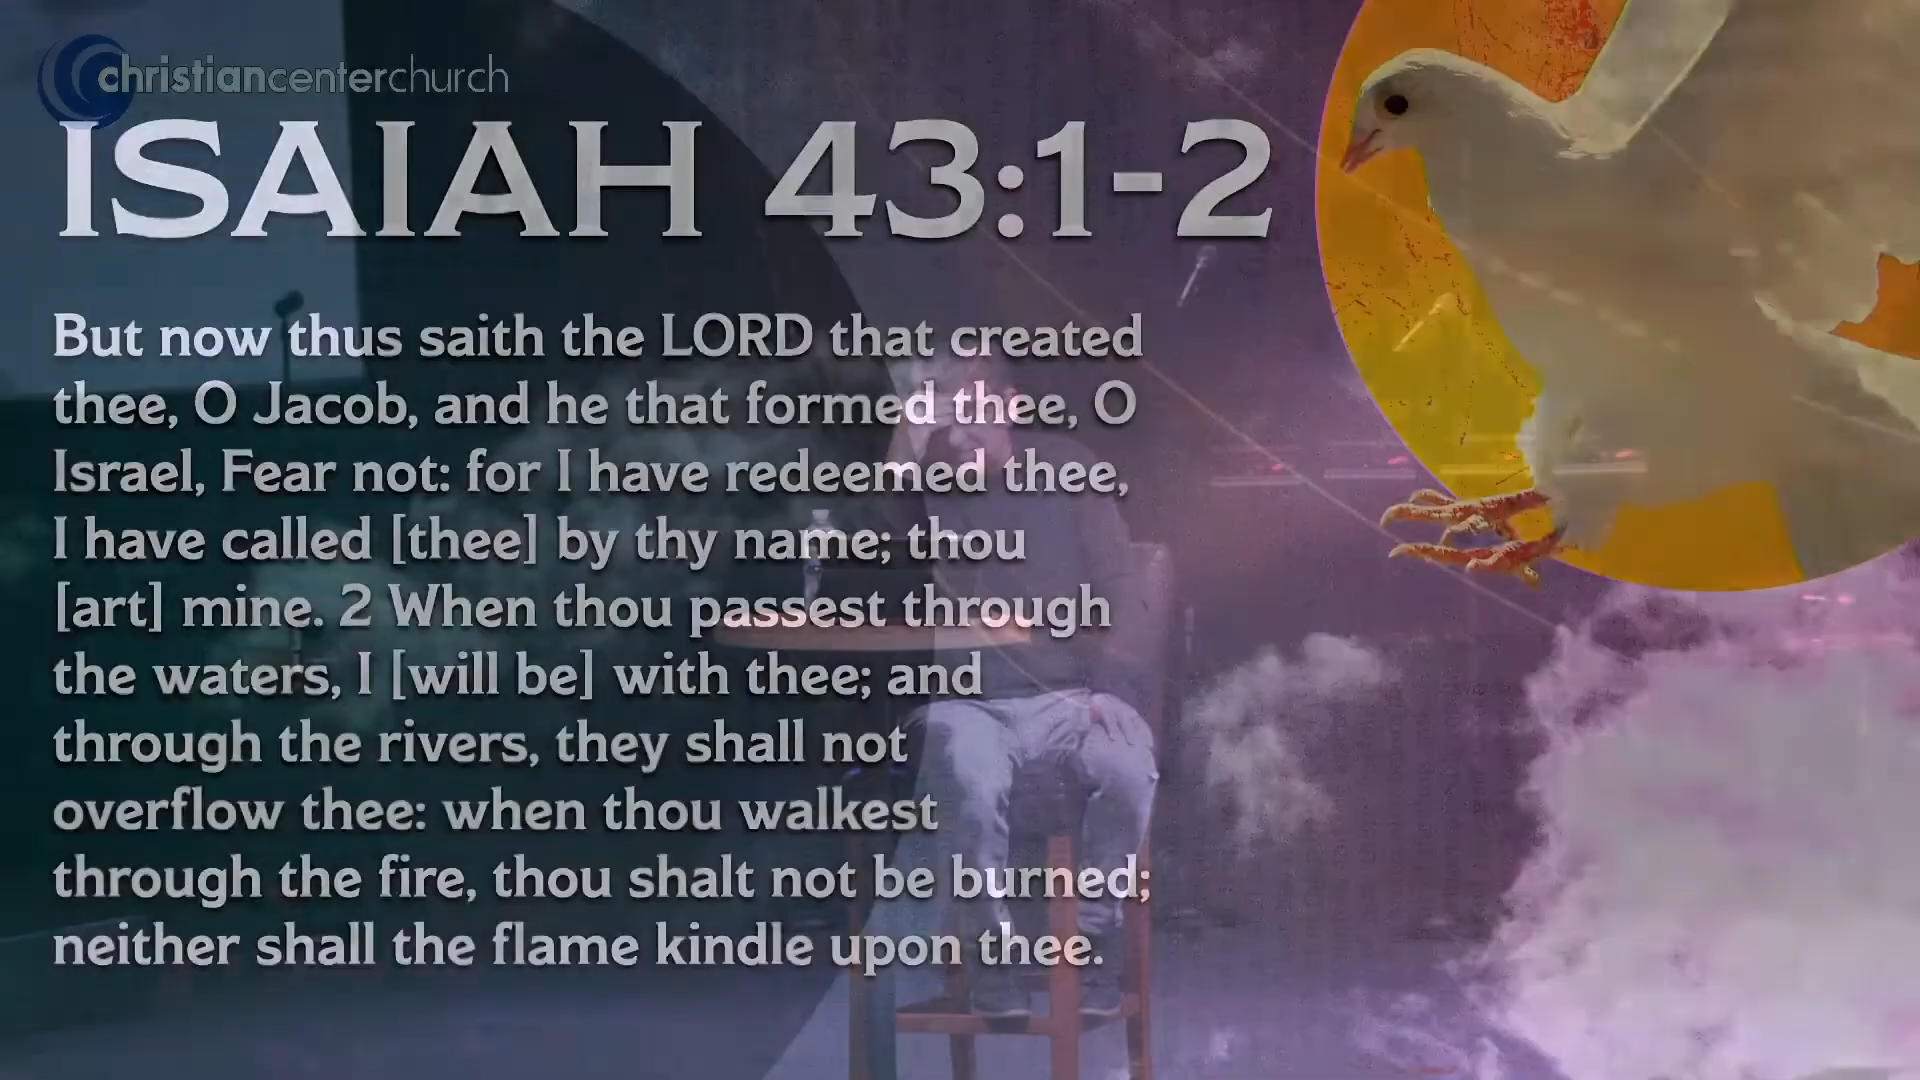 christiancenterchurch
ISAIAH 43:1-2
But now thus saith the LORD that created
thee, O Jacob, and he that formed thee, O
Israel, Fear not: for I have redeemed thee,
I have called [thee] by thy name; thou
[art] mine. 2 When thou passest through
the waters, I [will be] with thee; and
through the rivers, they shall not
overflow thee: when thou walkest
through the fire, thou shalt not be burned;
neither shall the flame kindle upon thee.